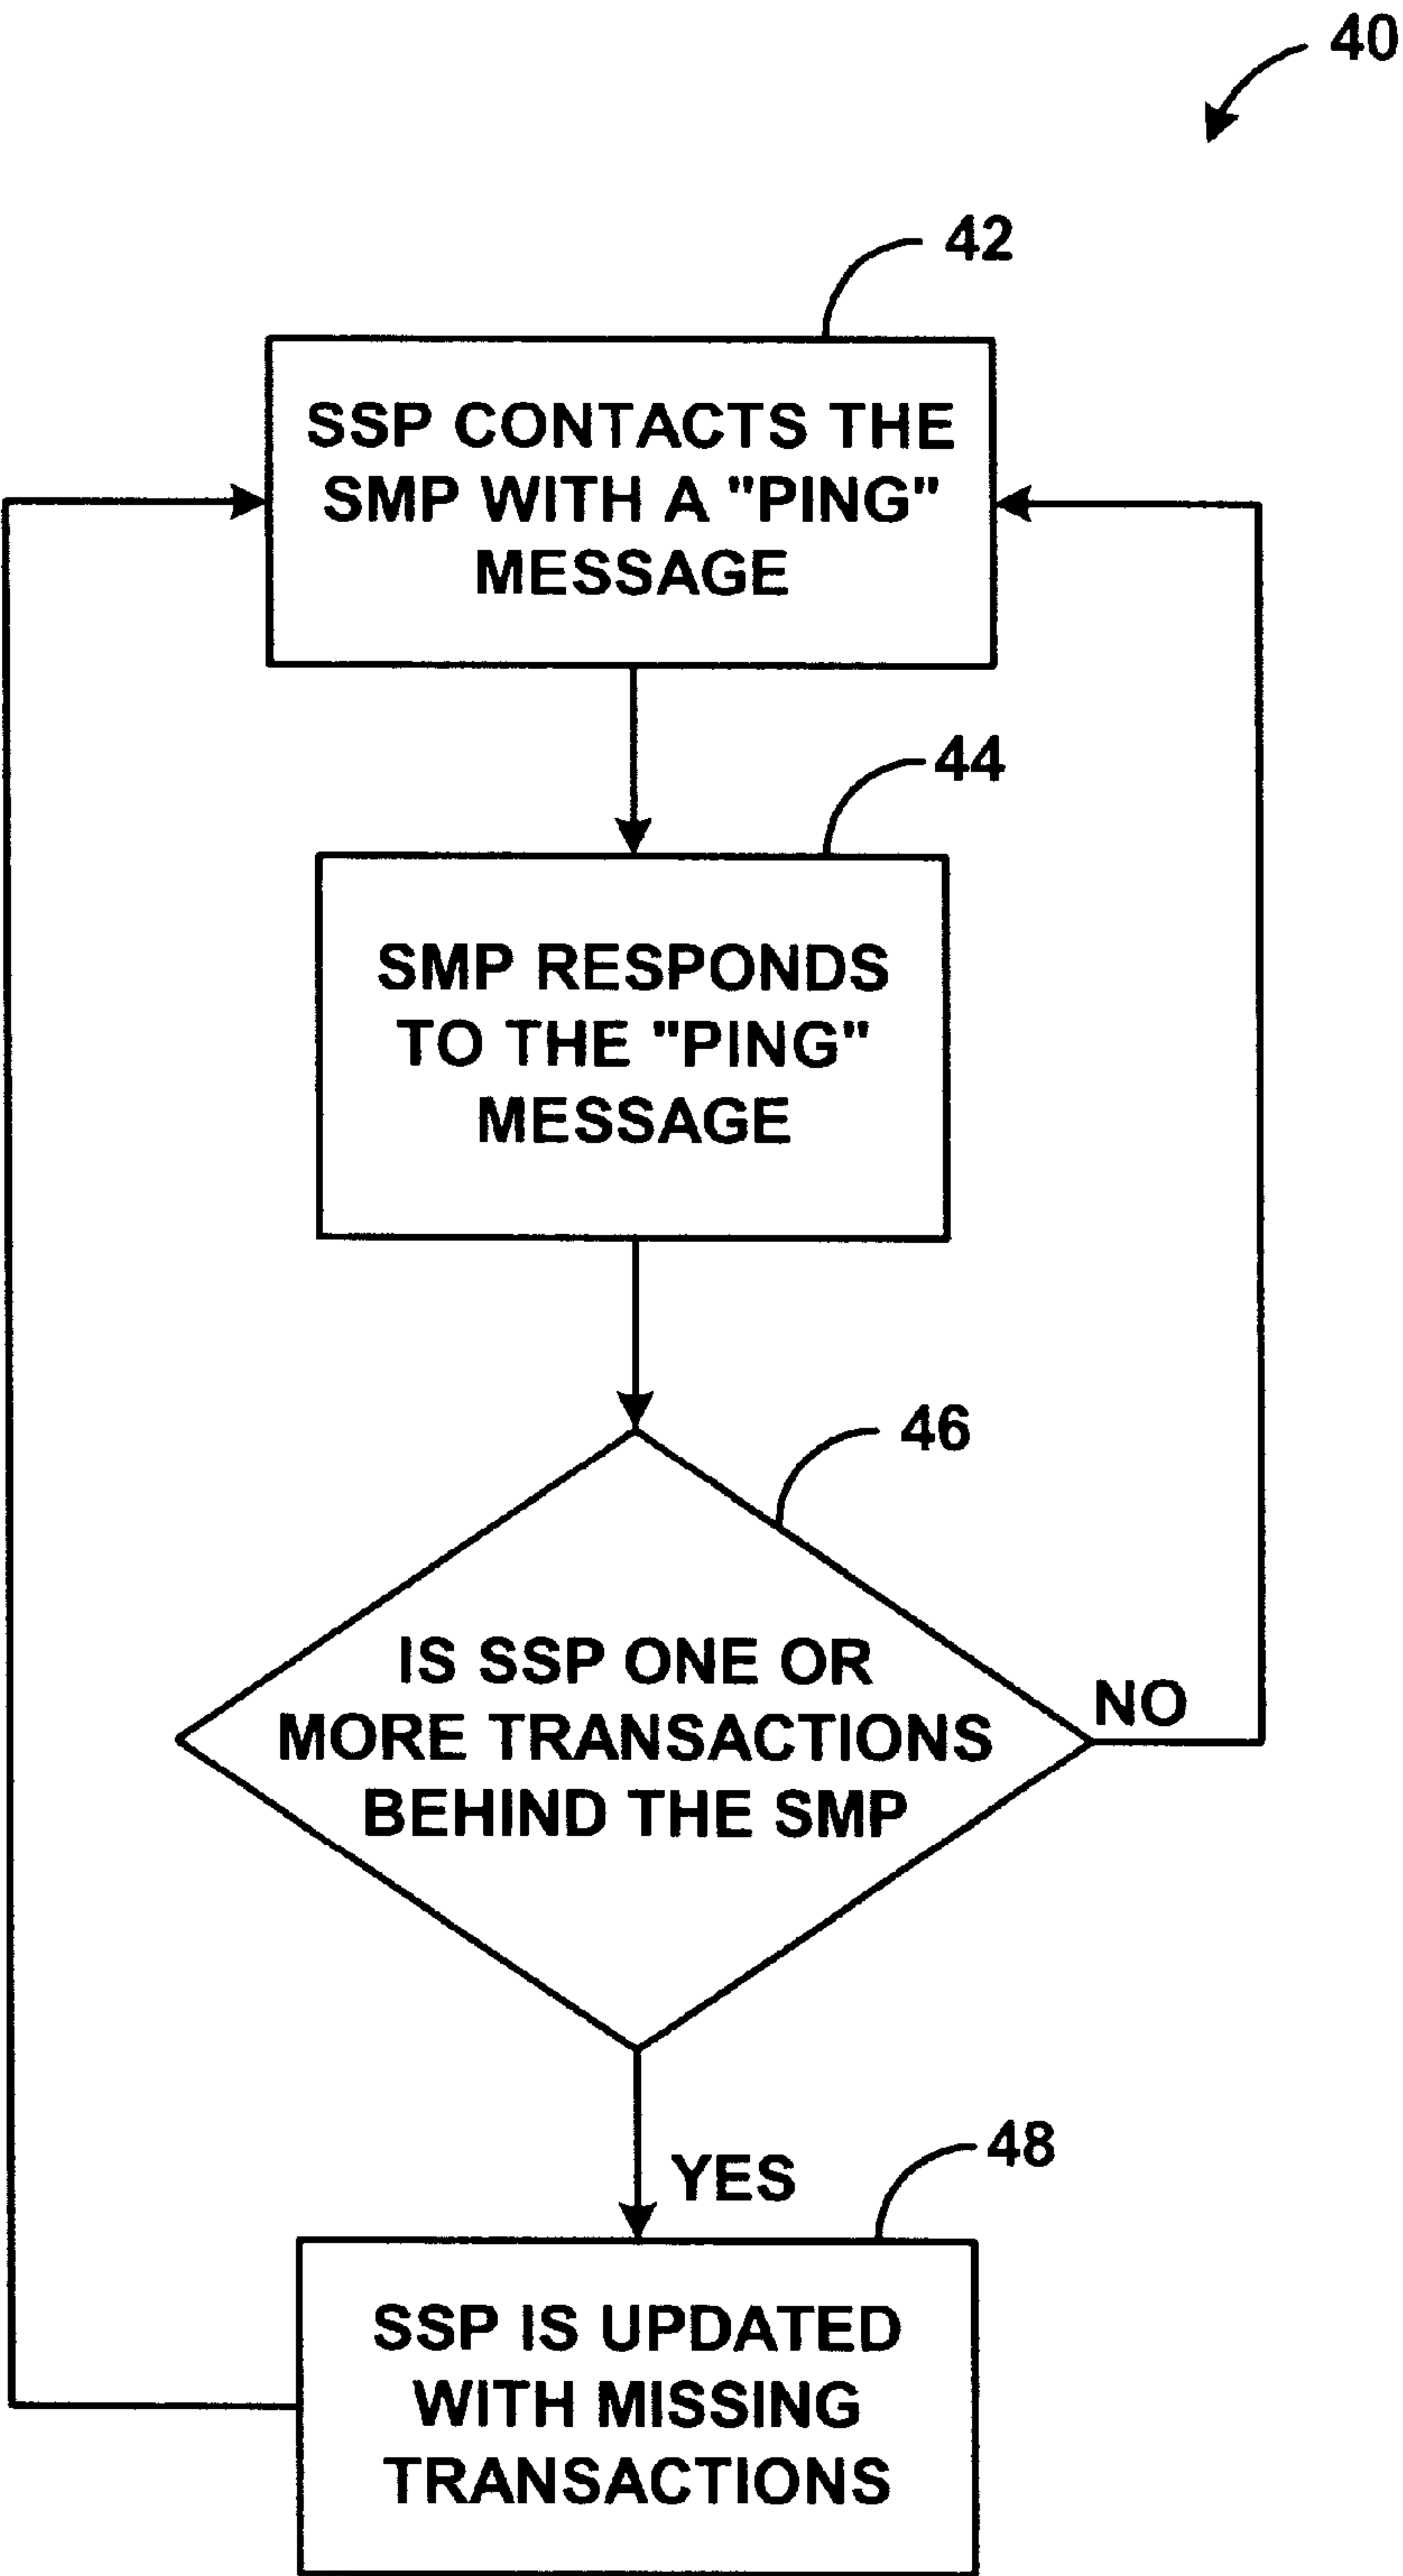 40
42
SSP CONTACTS THE
SMP WITH A "PING"
MESSAGE
44
SMP RESPONDS
TO THE "PING"
MESSAGE
46
IS SSP ONE OR
MORE TRANSACTIONS
BEHIND THE SMP
NO
YES
48
SSP IS UPDATED
WITH MISSING
TRANSACTIONS